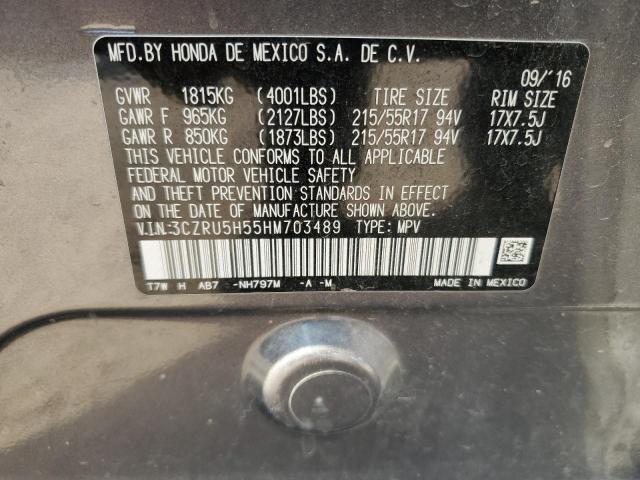 MFD.BY HONDA DE MEXICO S.A. DE C.V.
09/'16
GVWR 1815KG (4001LBS) TIRE SIZE RIM SIZE
GAWR F 965KG (2127LBS) 215/55R17 94V 17X7.5J
GAWR R 850KG (1873LBS) 215/55R17 94V 17X7.5J
THIS VEHICLE CONFORMS TO ALL APPLICABLE
FEDERAL MOTOR VEHICLE SAFETY
AND THEFT PREVENTION STANDARDS IN EFFECT
ON THE DATE OF MANUFACTURE SHOWN ABOVE.
V.I.N:3CZRU5H55HM703489 TYPE: MPV
T7W H AB7 -NH797M -A -M MADE IN MEXICO